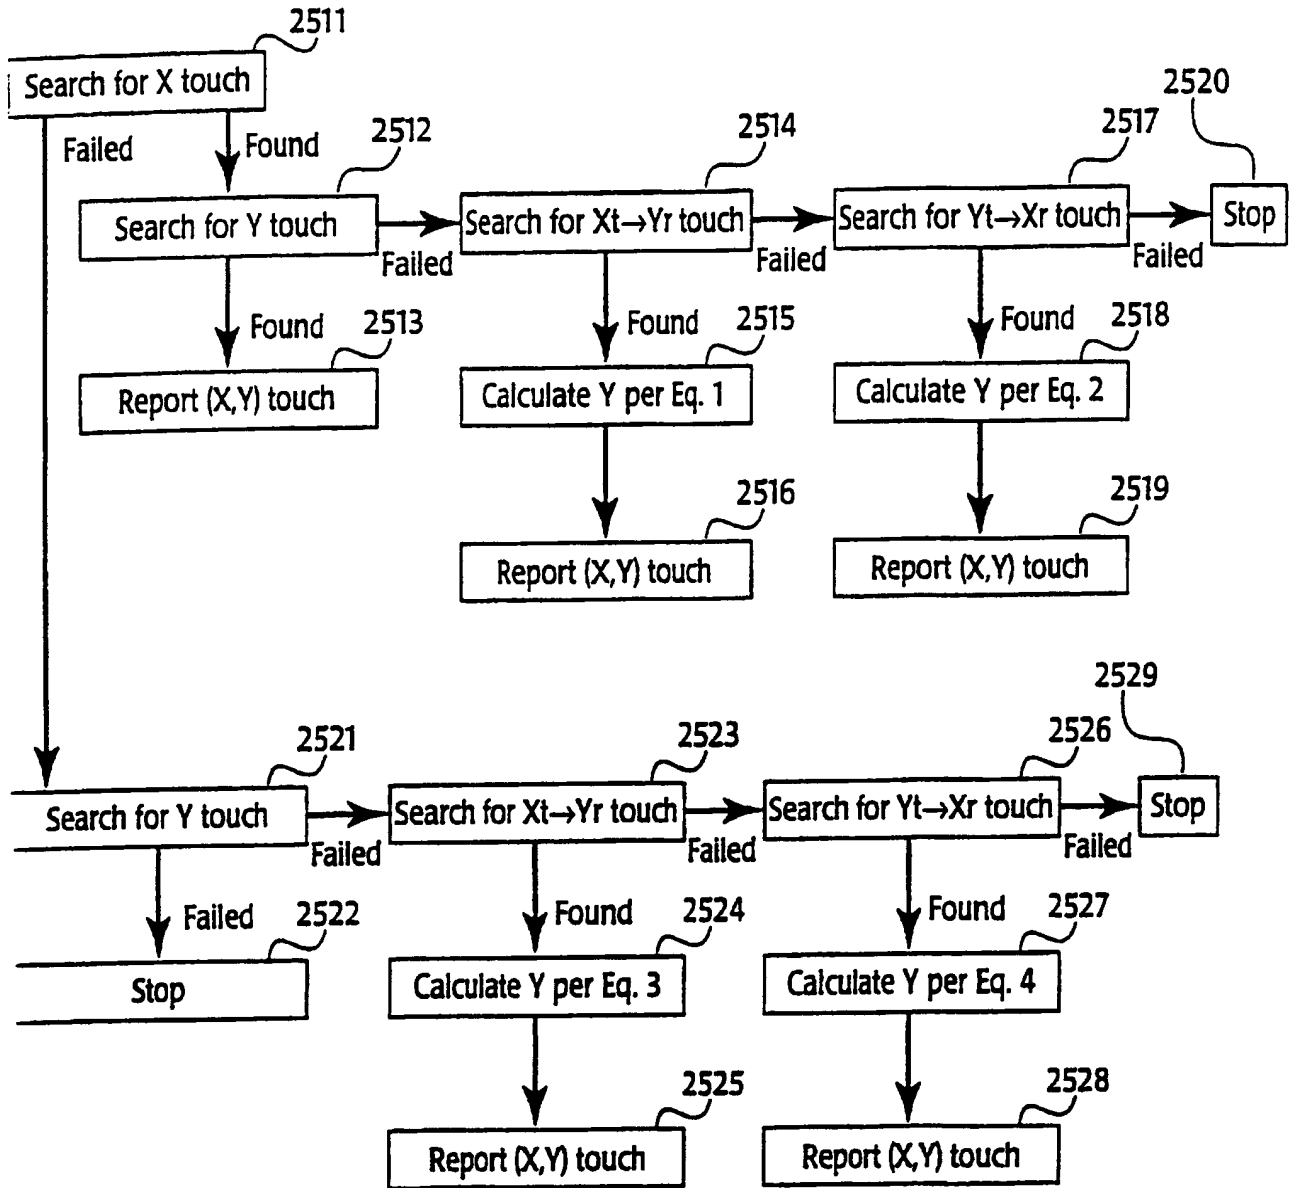 2511
Search for X touch
2520
Failed
Found
2512
2514
2517
Search for Y touch
Search for Xt→Yr touch
Search for Yt→Xr touch
Stop
Failed
Failed
Failed
Found
2513
Found
2515
Found
2518
Report (X,Y) touch
Calculate Y per Eq. 1
Calculate Y per Eq. 2
2516
2519
Report (X,Y) touch
Report (X,Y) touch
2529
2521
2523
2526
Search for Y touch
Search for Xt→Yr touch
Search for Yt→Xr touch
Stop
Failed
Failed
Failed
Failed
2522
Found
2524
Found
2527
Stop
Calculate Y per Eq. 3
Calculate Y per Eq. 4
2525
2528
Report (X,Y) touch
Report (X,Y) touch